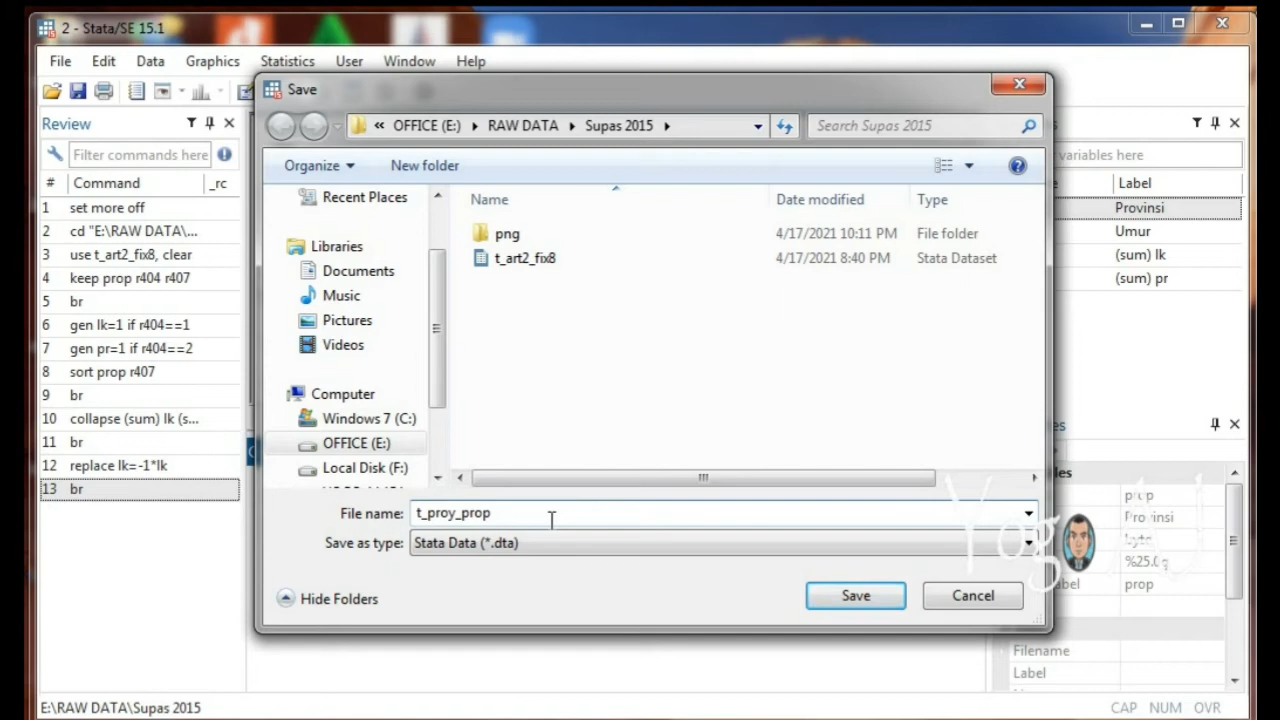 2 - Stata/SE 15.1
File Edit Data Graphics Statistics User Window Help
Review
Filter commands here
# Command _rc
1 set more off
2 cd "E:\RAW DATA\...
3 use t_art2_fix8, clear
4 keep prop r404 r407
5 br
6 gen lk=1 if r404==1
7 gen pr=1 if r404==2
8 sort prop r407
9 br
10 collapse (sum) lk (s...
11 br
12 replace lk=-1*lk
13 br
Save
« OFFICE (E:) RAW DATA Supas 2015
Search Supas 2015
Organize New folder
Recent Places
Libraries
Documents
Music
Pictures
Videos
Computer
Windows 7 (C:)
OFFICE (E:)
Local Disk (F:)
Name Date modified Type
png 4/17/2021 10:11 PM File folder
t_art2_fix8 4/17/2021 8:40 PM Stata Dataset
File name: t_proy_prop
Save as type: Stata Data (*.dta)
Hide Folders
Save Cancel
variables here
Label
Provinsi
Umur
(sum) lk
(sum) pr
prop
Provinsi
byte
prop
Filename
Label
E:\RAW DATA\Supas 2015
CAP NUM OVR